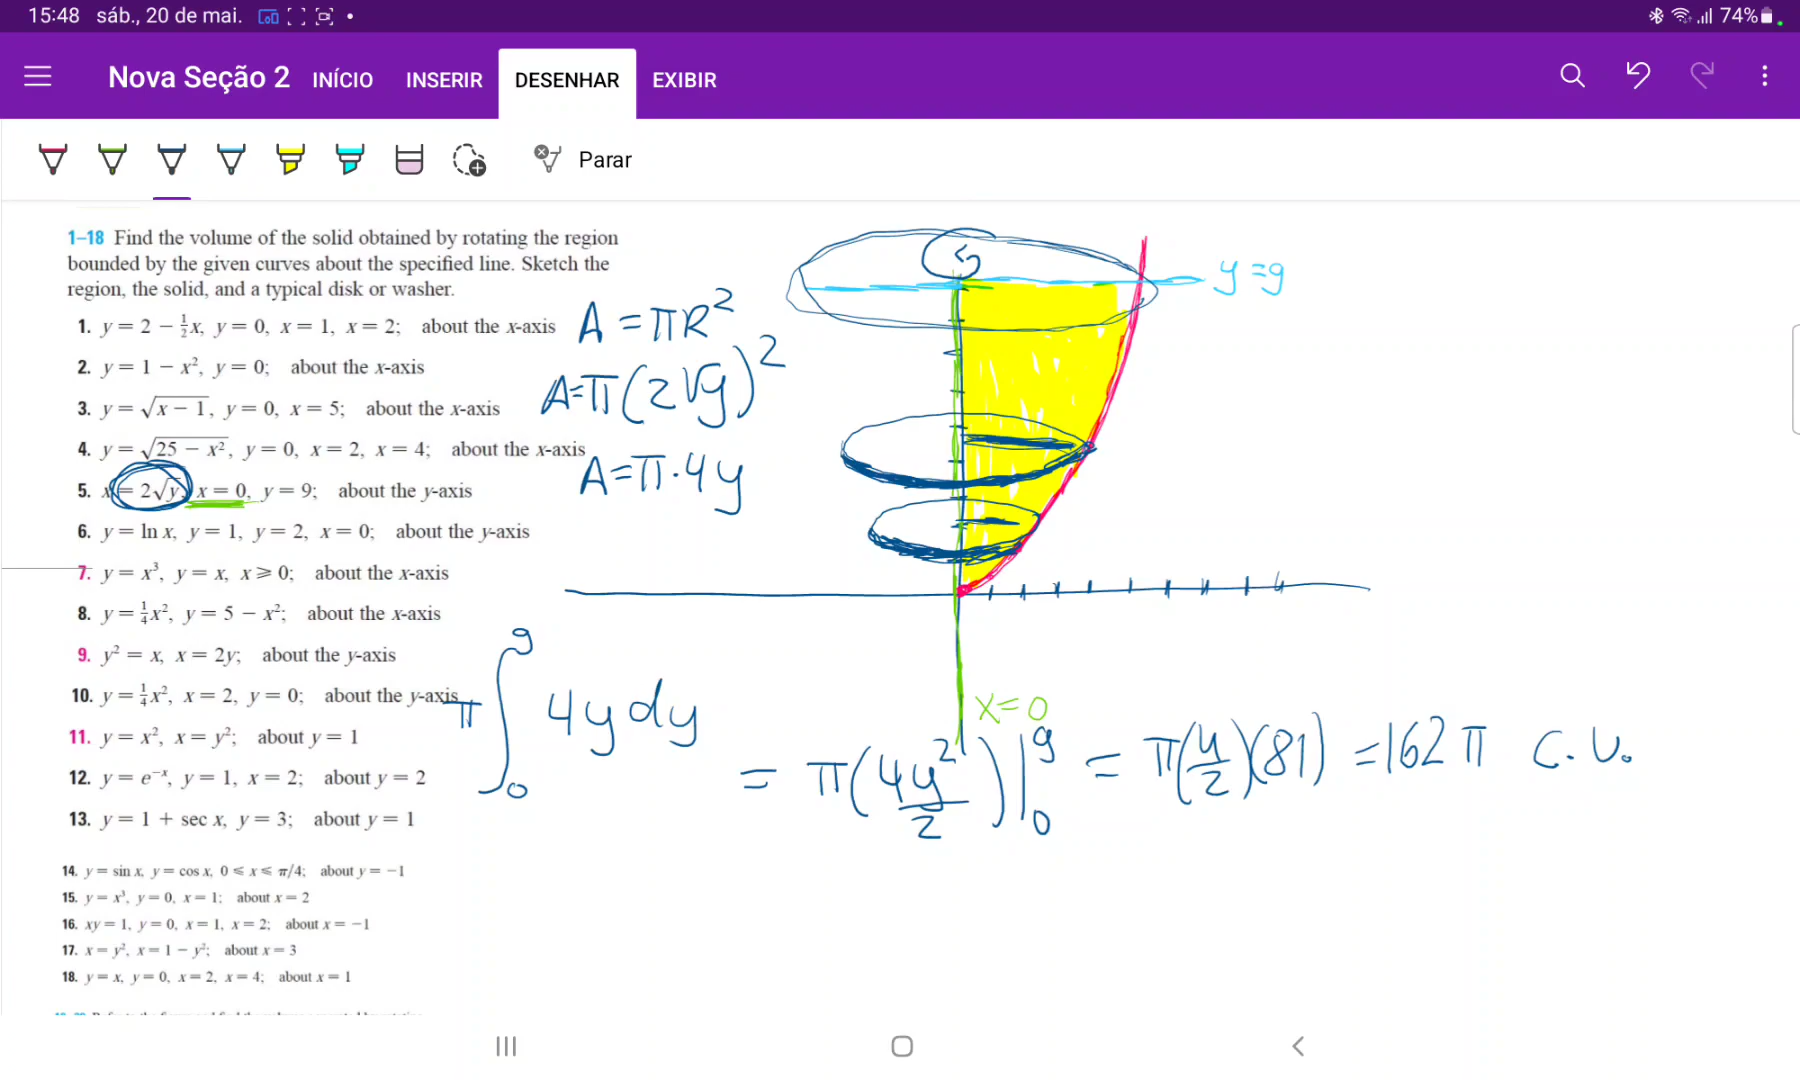 15:48 sáb., 20 de mai. 74%
Nova Seção 2 INÍCIO INSERIR DESENHAR EXIBIR
Parar
1–18 Find the volume of the solid obtained by rotating the region
bounded by the given curves about the specified line. Sketch the
region, the solid, and a typical disk or washer.
1. y = 2 − ½x, y = 0, x = 1, x = 2; about the x-axis
2. y = 1 − x², y = 0; about the x-axis
3. y = √(x − 1), y = 0, x = 5; about the x-axis
4. y = √(25 − x²), y = 0, x = 2, x = 4; about the x-axis
5. x = 2√y, x = 0, y = 9; about the y-axis
6. y = ln x, y = 1, y = 2, x = 0; about the y-axis
7. y = x³, y = x, x ≥ 0; about the x-axis
8. y = ¼x², y = 5 − x²; about the x-axis
9. y² = x, x = 2y; about the y-axis
10. y = ¼x², x = 2, y = 0; about the y-axis
11. y = x², x = y²; about y = 1
12. y = e⁻ˣ, y = 1, x = 2; about y = 2
13. y = 1 + sec x, y = 3; about y = 1
14. y = sin x, y = cos x, 0 ≤ x ≤ π/4; about y = −1
15. y = x³, y = 0, x = 1; about x = 2
16. xy = 1, y = 0, x = 1, x = 2; about x = −1
17. x = y², x = 1 − y²; about x = 3
18. y = x, y = 0, x = 2, x = 4; about x = 1
A = πR²
A=π(2√y)²
A=π·4y
y=9
x=0
π∫₀⁹ 4y dy
= π(4y²/2)|₀⁹ = π(4/2)(81) = 162π C.U.